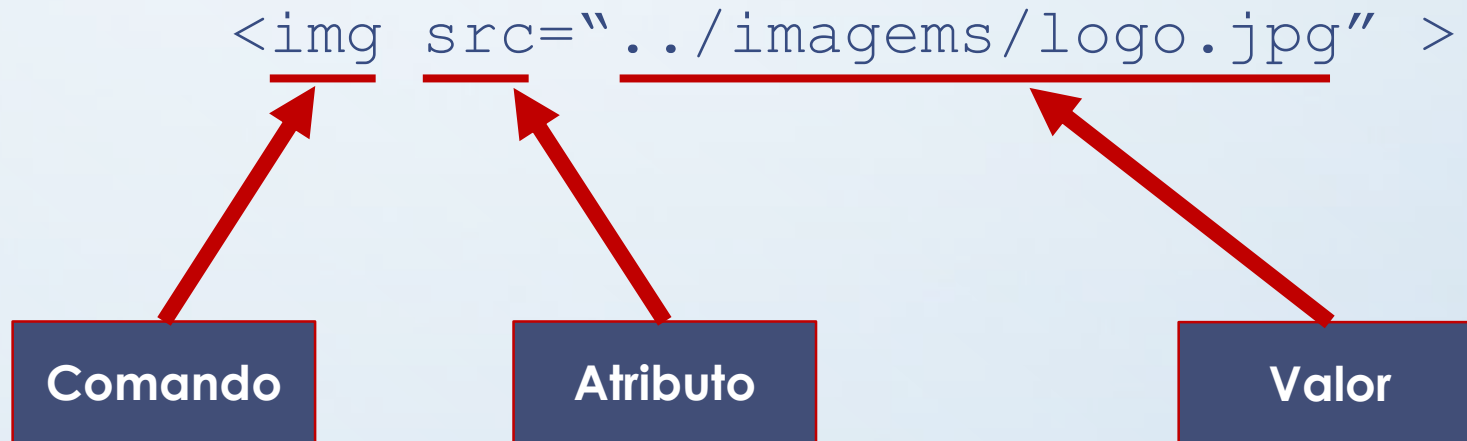 <img src=“../imagems/logo.jpg” >
Comando
Atributo
Valor